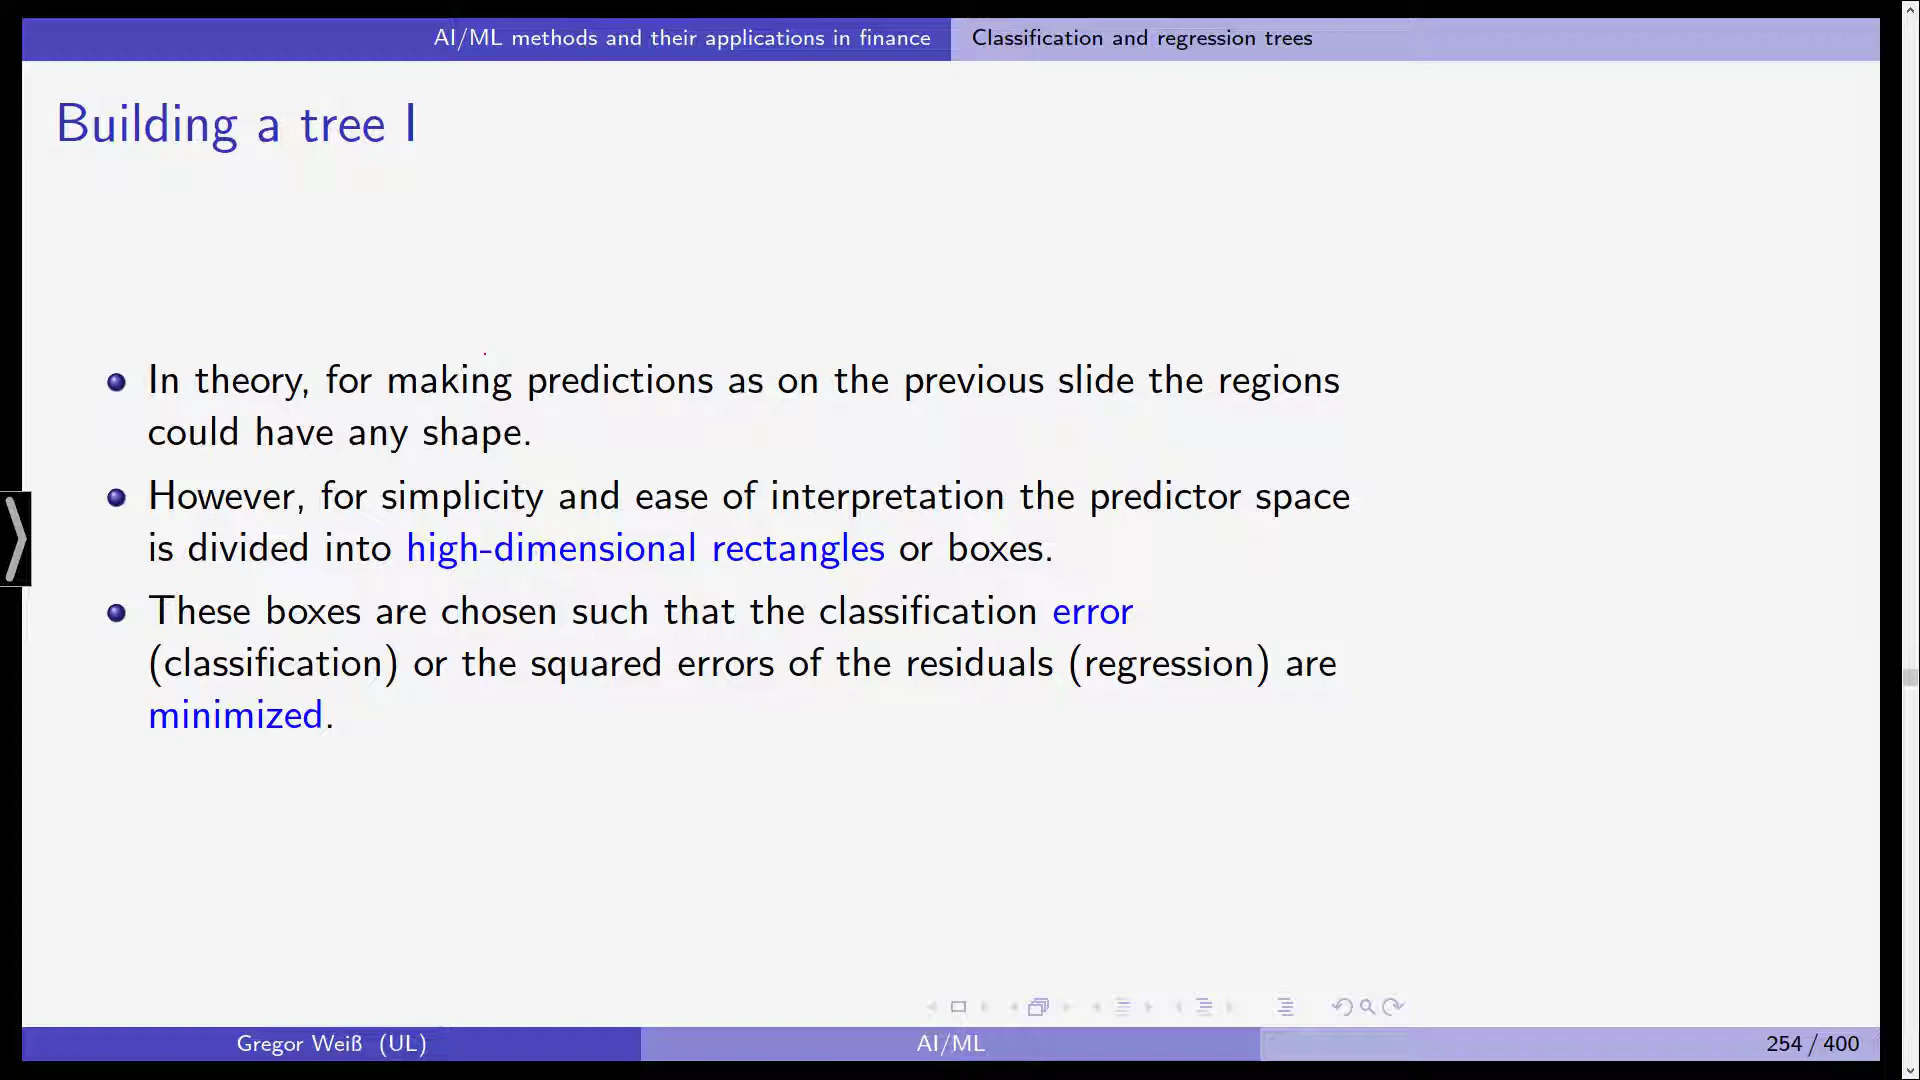 AI/ML methods and their applications in finance
Classification and regression trees
Building a tree I
In theory, for making predictions as on the previous slide the regions
could have any shape.
However, for simplicity and ease of interpretation the predictor space
is divided into high-dimensional rectangles or boxes.
These boxes are chosen such that the classification error
(classification) or the squared errors of the residuals (regression) are
minimized.
Gregor Weiß (UL)
AI/ML
254 / 400